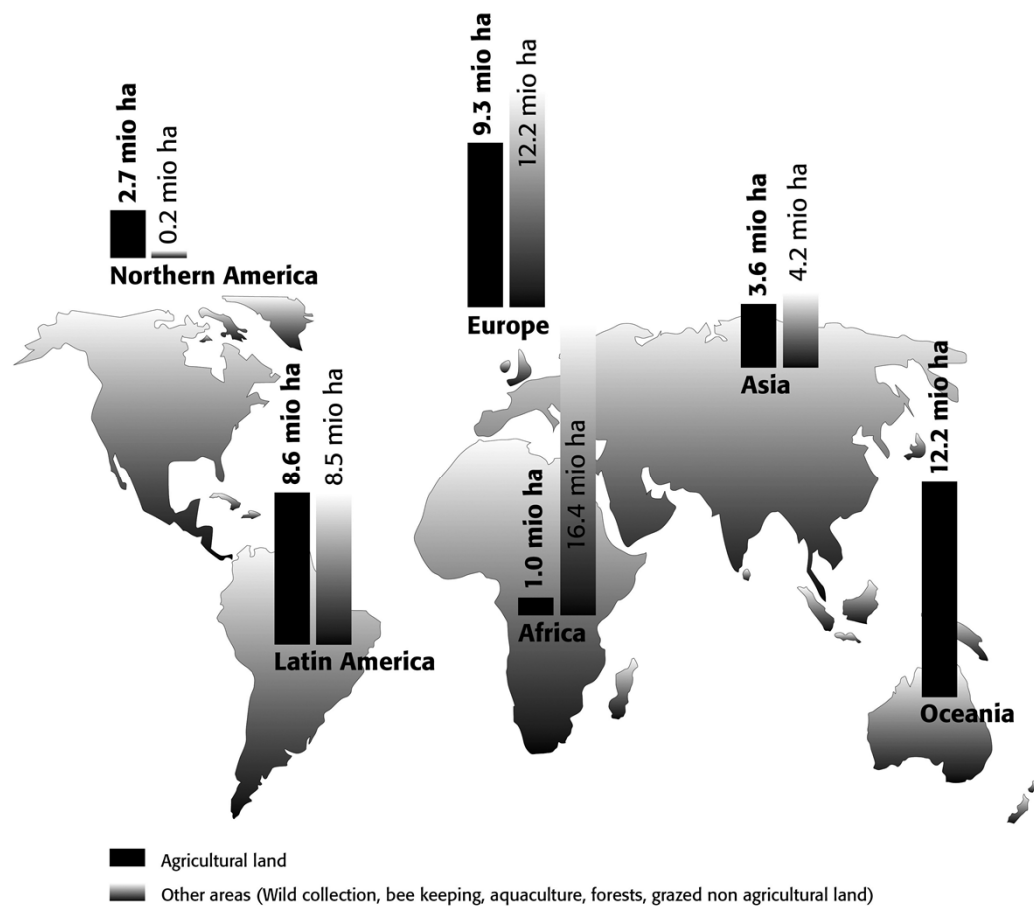 2.7 mio ha
0.2 mio ha
Northern America
9.3 mio ha
12.2 mio ha
Europe
3.6 mio ha
4.2 mio ha
Asia
8.6 mio ha
8.5 mio ha
Latin America
1.0 mio ha
16.4 mio ha
Africa
12.2 mio ha
Oceania
Agricultural land
Other areas (Wild collection, bee keeping, aquaculture, forests, grazed non agricultural land)